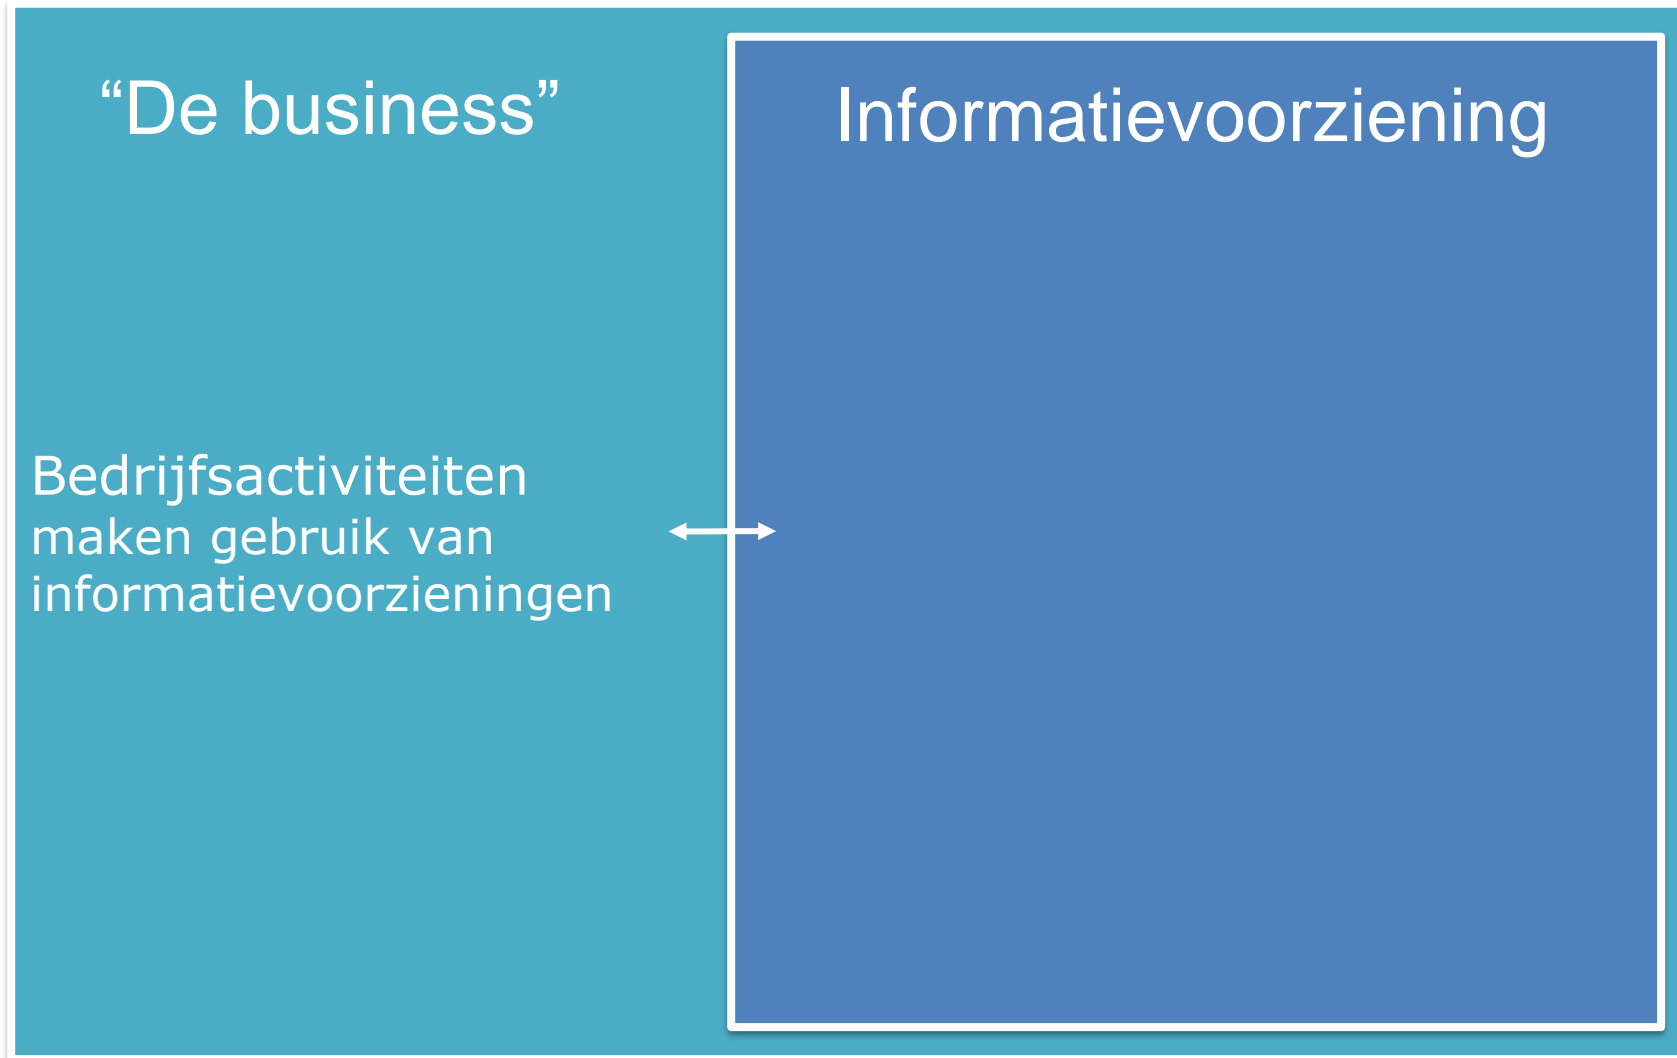 “De business”
Informatievoorziening
Bedrijfsactiviteiten
maken gebruik van
informatievoorzieningen